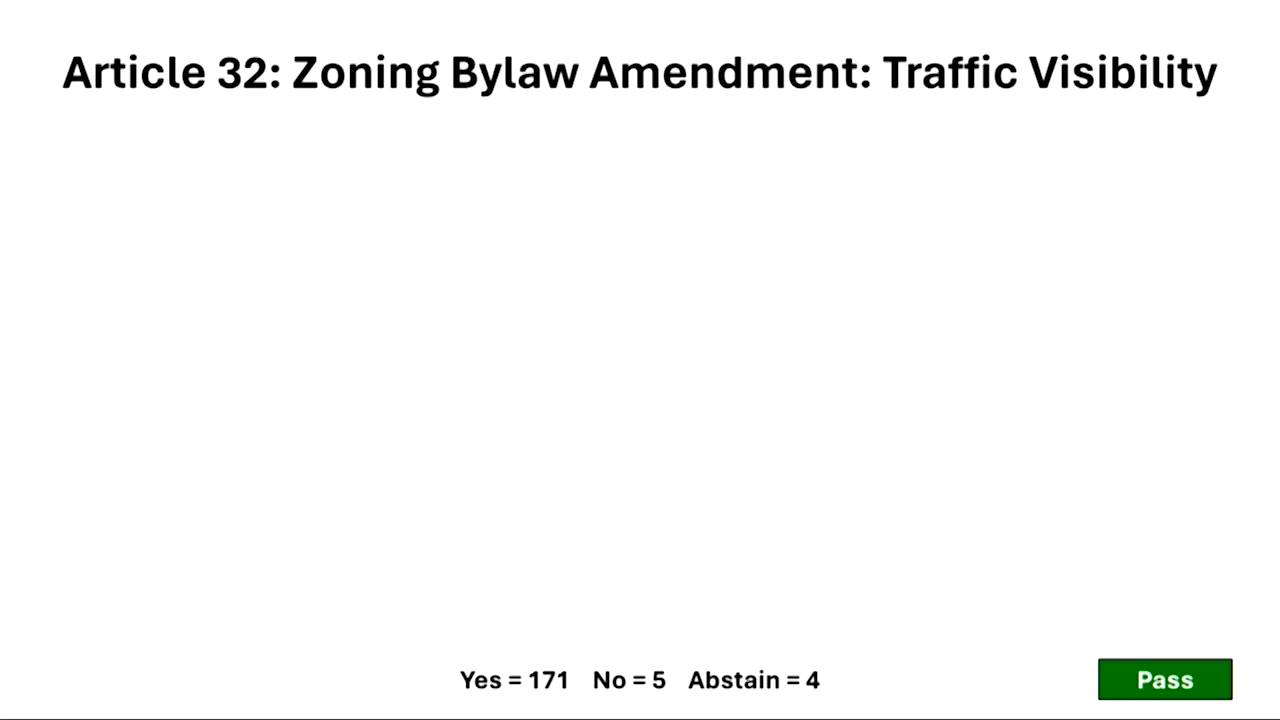 Article 32: Zoning Bylaw Amendment: Traffic Visibility
Yes = 171 No = 5 Abstain = 4
Pass